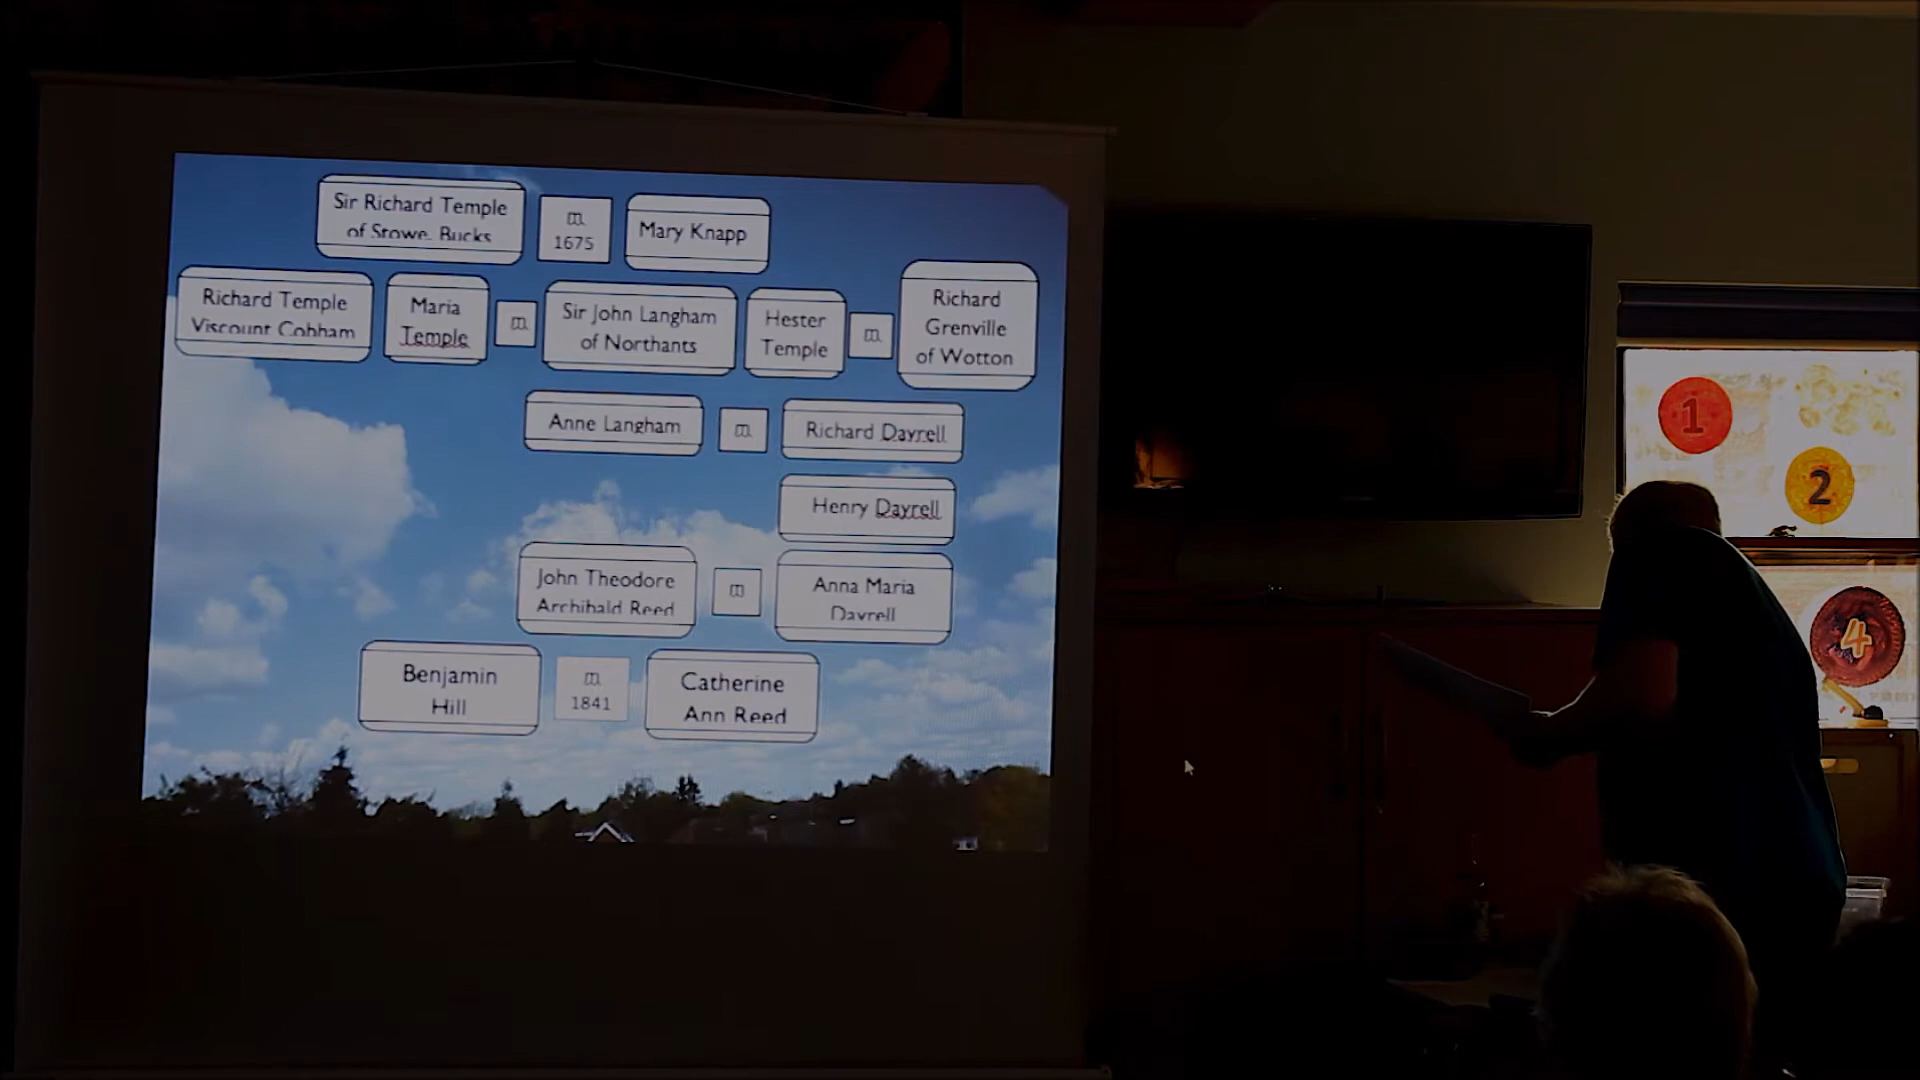 Sir Richard Temple
of Stowe, Bucks
m.
1675
Mary Knapp
Richard Temple
Viscount Cobham
Maria
Temple
m.
Sir John Langham
of Northants
Hester
Temple
m.
Richard
Grenville
of Wotton
Anne Langham
m.
Richard Dayrell
Henry Dayrell
John Theodore
Archibald Reed
m
Anna Maria
Dayrell
Benjamin
Hill
m.
1841
Catherine
Ann Reed
1
2
4